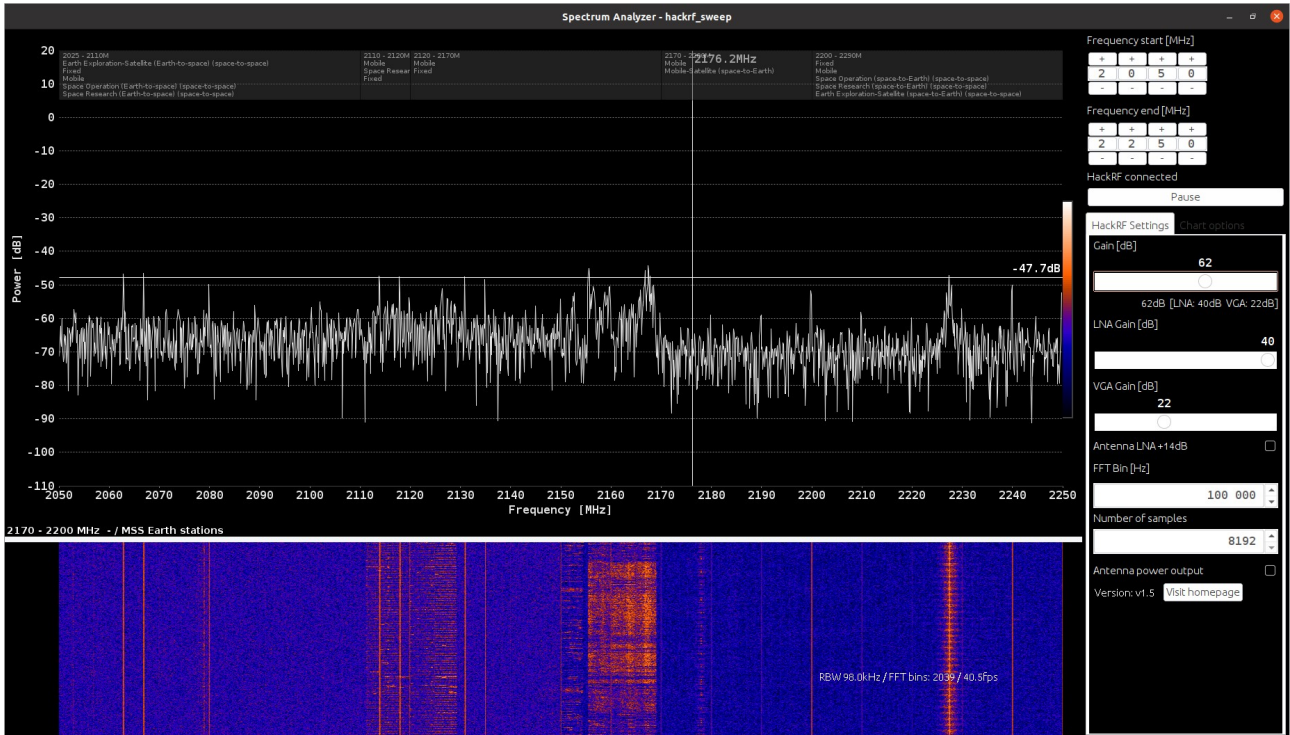 Spectrum Analyzer - hackrf_sweep
Frequency start [MHz]
+ + + +
2 0 5 0
- - - -
Frequency end [MHz]
+ + + +
2 2 5 0
- - - -
HackRF connected
Pause
HackRF Settings
Chart options
Gain [dB]
62
62dB [LNA: 40dB VGA: 22dB]
LNA Gain [dB]
40
VGA Gain [dB]
22
Antenna LNA +14dB
FFT Bin [Hz]
100 000
Number of samples
8192
Antenna power output
Version: v1.5 Visit homepage
2025 - 2110M
Earth Exploration-Satellite (Earth-to-space) (space-to-space)
Fixed
Mobile
Space Operation (Earth-to-space) (space-to-space)
Space Research (Earth-to-space) (space-to-space)
2110 - 2120M
Mobile
Space Resear
Fixed
2120 - 2170M
Mobile
Fixed
2170 -
Mobile
Mobile-Satellite (space-to-Earth)
2176.2MHz
2200 - 2290M
Fixed
Mobile
Space Operation (space-to-Earth) (space-to-space)
Space Research (space-to-Earth) (space-to-space)
Earth Exploration-Satellite (space-to-Earth) (space-to-space)
20
10
0
-10
-20
-30
-40
-50
-60
-70
-80
-90
-100
-110
Power [dB]
-47.7dB
2050 2060 2070 2080 2090 2100 2110 2120 2130 2140 2150 2160 2170 2180 2190 2200 2210 2220 2230 2240 2250
Frequency [MHz]
2170 - 2200 MHz - / MSS Earth stations
RBW 98.0kHz / FFT bins: 2039 / 40.5fps